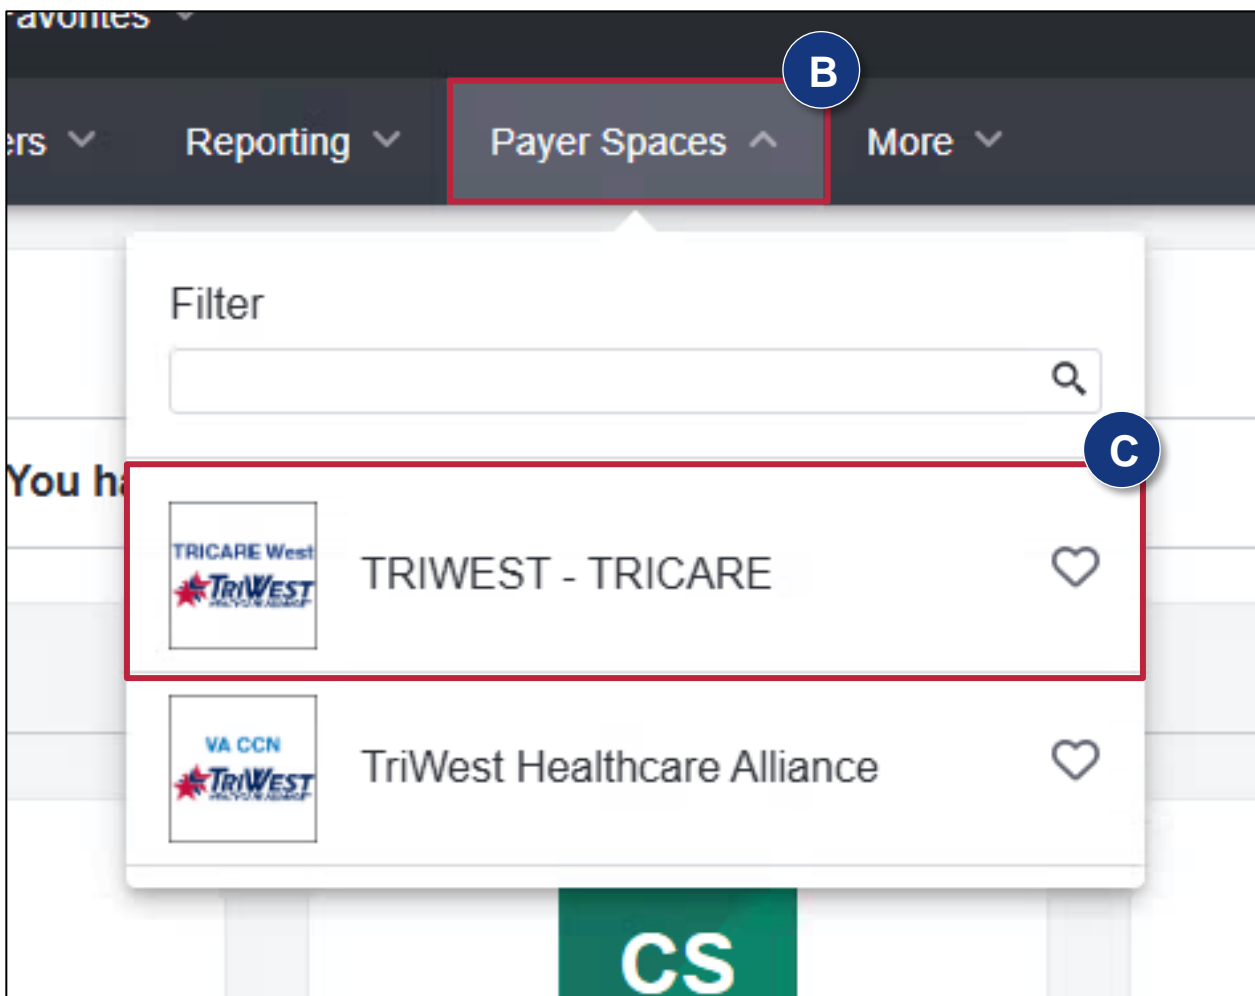 avorites
B
ers
Reporting
Payer Spaces
More
Filter
C
You ha
TRICARE West
TRIWEST
TRIWEST - TRICARE
VA CCN
TRIWEST
TriWest Healthcare Alliance
CS